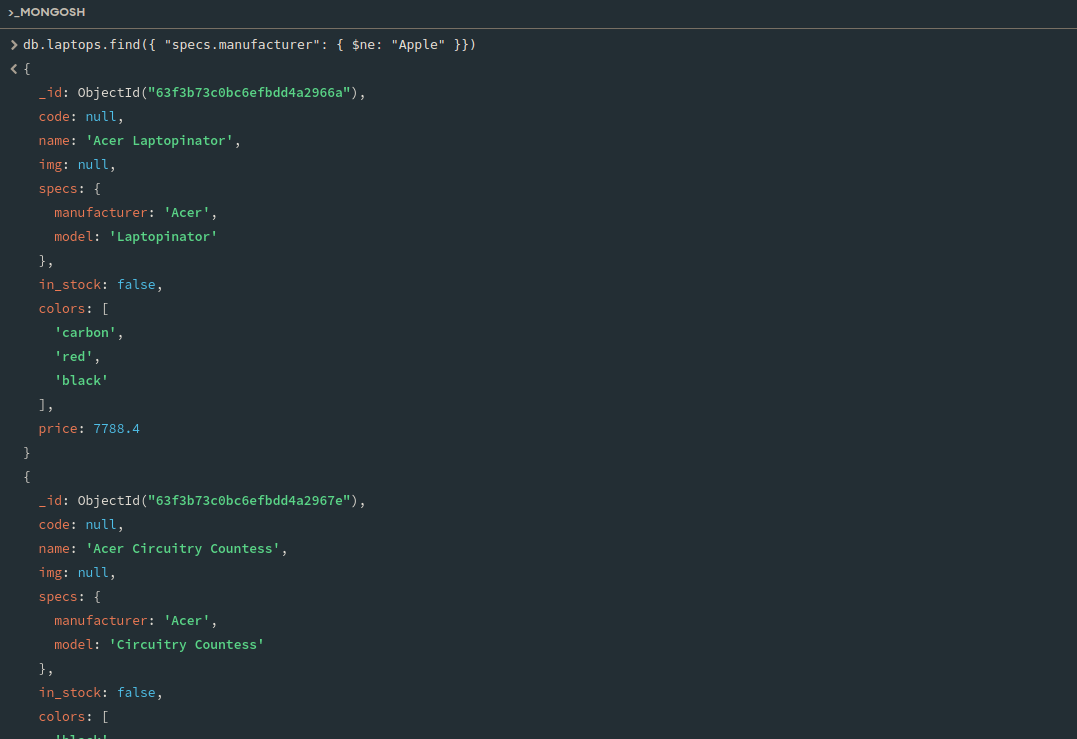 >_MONGOSH
> db.laptops.find({ "specs.manufacturer": { $ne: "Apple" }})
< {
_id: ObjectId("63f3b73c0bc6efbdd4a2966a"),
code: null,
name: 'Acer Laptopinator',
img: null,
specs: {
manufacturer: 'Acer',
model: 'Laptopinator'
},
in_stock: false,
colors: [
'carbon',
'red',
'black'
],
price: 7788.4
}
{
_id: ObjectId("63f3b73c0bc6efbdd4a2967e"),
code: null,
name: 'Acer Circuitry Countess',
img: null,
specs: {
manufacturer: 'Acer',
model: 'Circuitry Countess'
},
in_stock: false,
colors: [
'black'